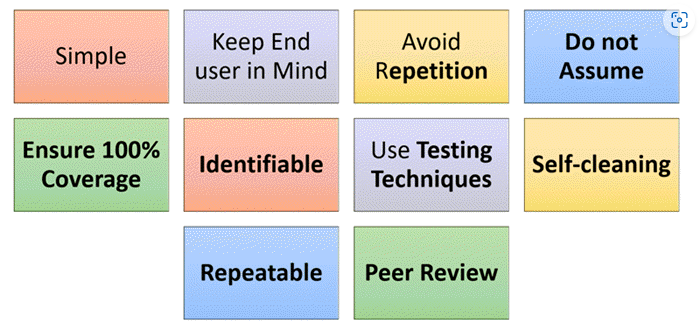 Simple
Keep End
user in Mind
Avoid
Repetition
Do not
Assume
Ensure 100%
Coverage
Identifiable
Use Testing
Techniques
Self-cleaning
Repeatable
Peer Review